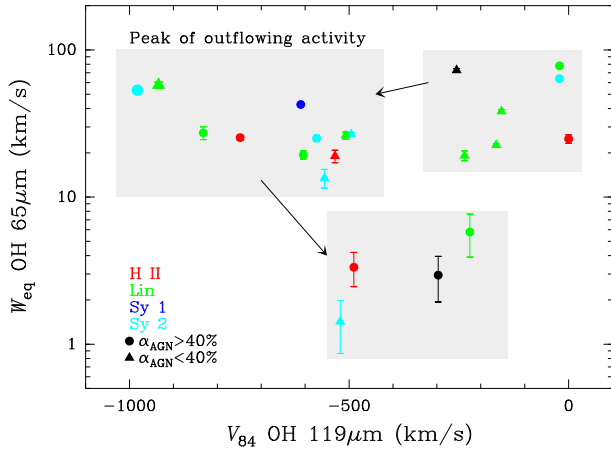 Peak of outflowing activity
100
10
1
W_eq OH 65μm (km/s)
H II
Lin
Sy 1
Sy 2
α_AGN>40%
α_AGN<40%
-1000
-500
0
V_84 OH 119μm (km/s)